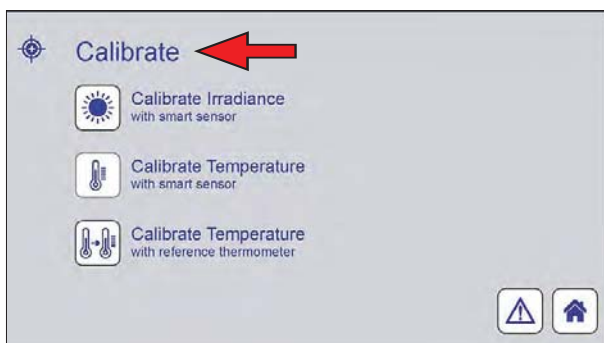 Calibrate
Calibrate Irradiance
with smart sensor
Calibrate Temperature
with smart sensor
Calibrate Temperature
with reference thermometer